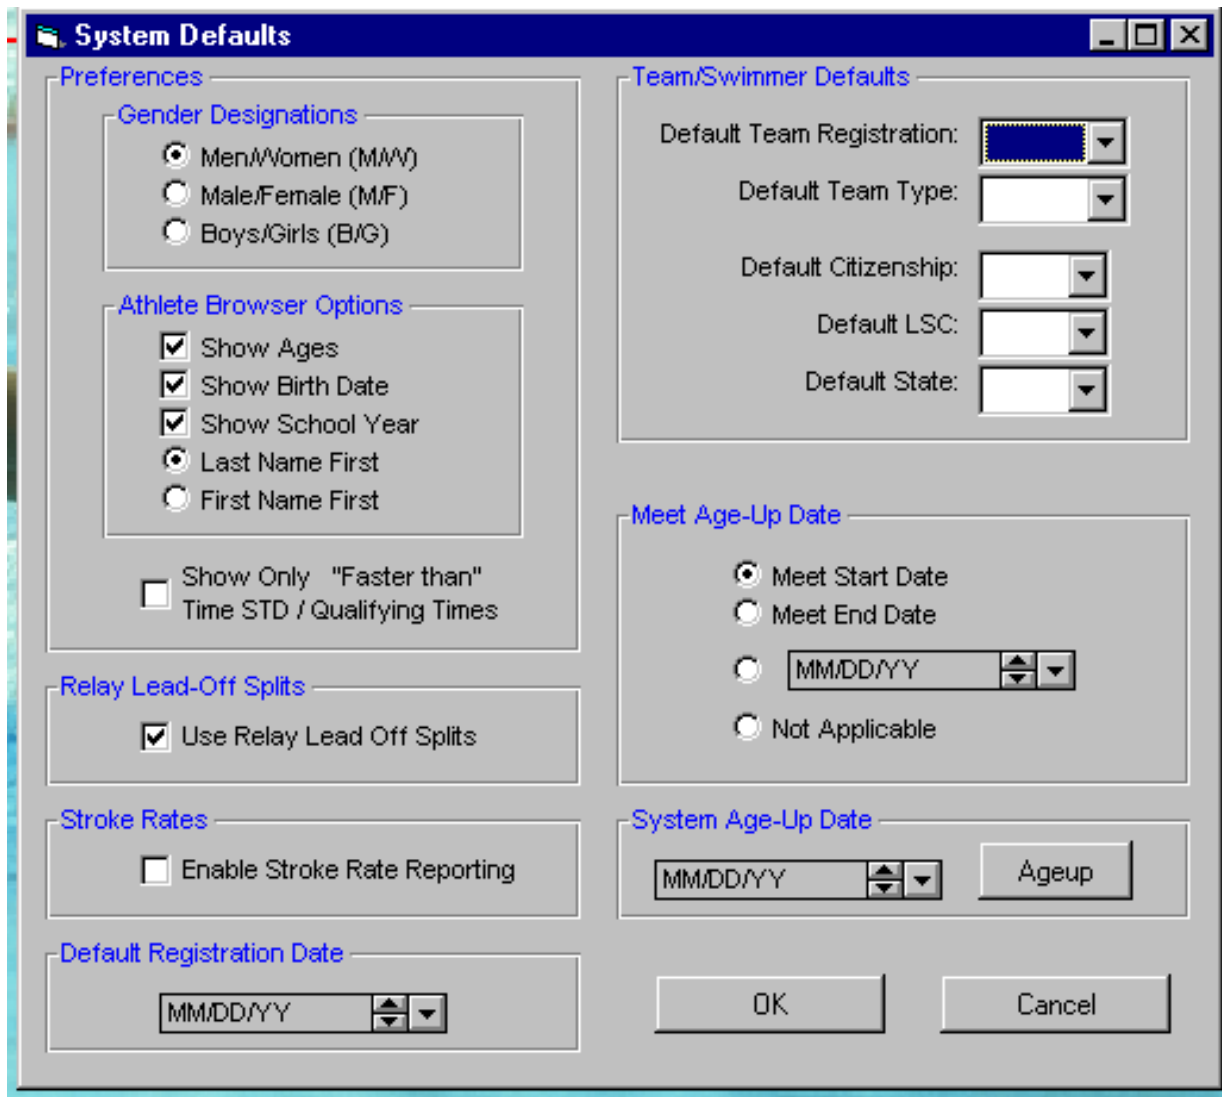 System Defaults
Preferences
Gender Designations
Men/Women (M/W)
Male/Female (M/F)
Boys/Girls (B/G)
Athlete Browser Options
Show Ages
Show Birth Date
Show School Year
Last Name First
First Name First
Show Only "Faster than"
Time STD / Qualifying Times
Relay Lead-Off Splits
Use Relay Lead Off Splits
Stroke Rates
Enable Stroke Rate Reporting
Default Registration Date
MM/DD/YY
Team/Swimmer Defaults
Default Team Registration:
Default Team Type:
Default Citizenship:
Default LSC:
Default State:
Meet Age-Up Date
Meet Start Date
Meet End Date
MM/DD/YY
Not Applicable
System Age-Up Date
MM/DD/YY
Ageup
OK
Cancel